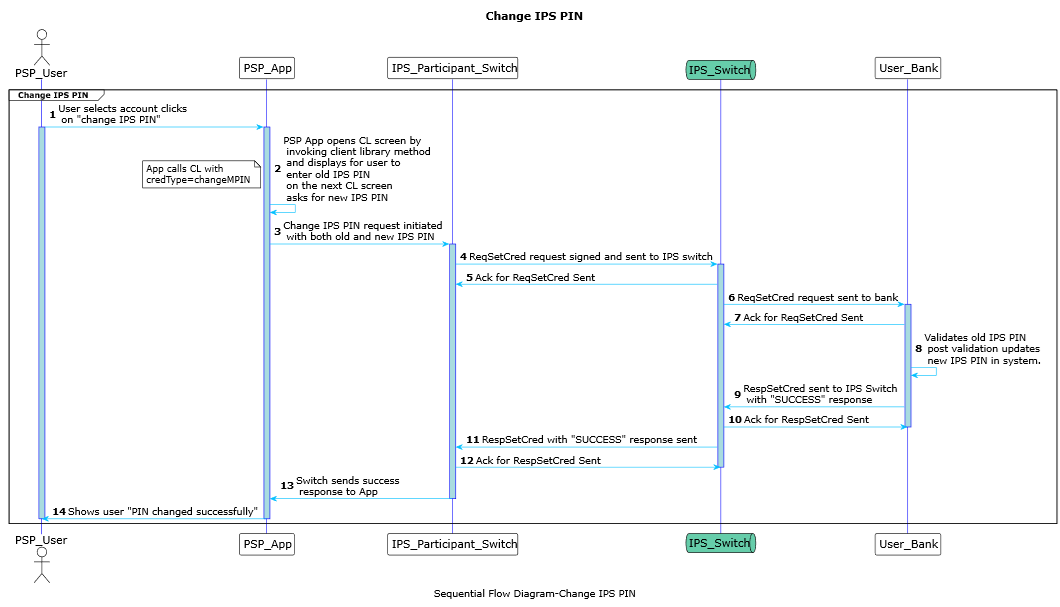 Change IPS PIN
PSP_User
PSP_App
IPS_Participant_Switch
IPS_Switch
User_Bank
Change IPS PIN
1 User selects account clicks
on "change IPS PIN"
App calls CL with
credType=changeMPIN
2 PSP App opens CL screen by
invoking client library method
and displays for user to
enter old IPS PIN
on the next CL screen
asks for new IPS PIN
3 Change IPS PIN request initiated
with both old and new IPS PIN
4 ReqSetCred request signed and sent to IPS switch
5 Ack for ReqSetCred Sent
6 ReqSetCred request sent to bank
7 Ack for ReqSetCred Sent
8 Validates old IPS PIN
post validation updates
new IPS PIN in system.
9 RespSetCred sent to IPS Switch
with "SUCCESS" response
10 Ack for RespSetCred Sent
11 RespSetCred with "SUCCESS" response sent
12 Ack for RespSetCred Sent
13 Switch sends success
response to App
14 Shows user "PIN changed successfully"
PSP_User
PSP_App
IPS_Participant_Switch
IPS_Switch
User_Bank
Sequential Flow Diagram-Change IPS PIN